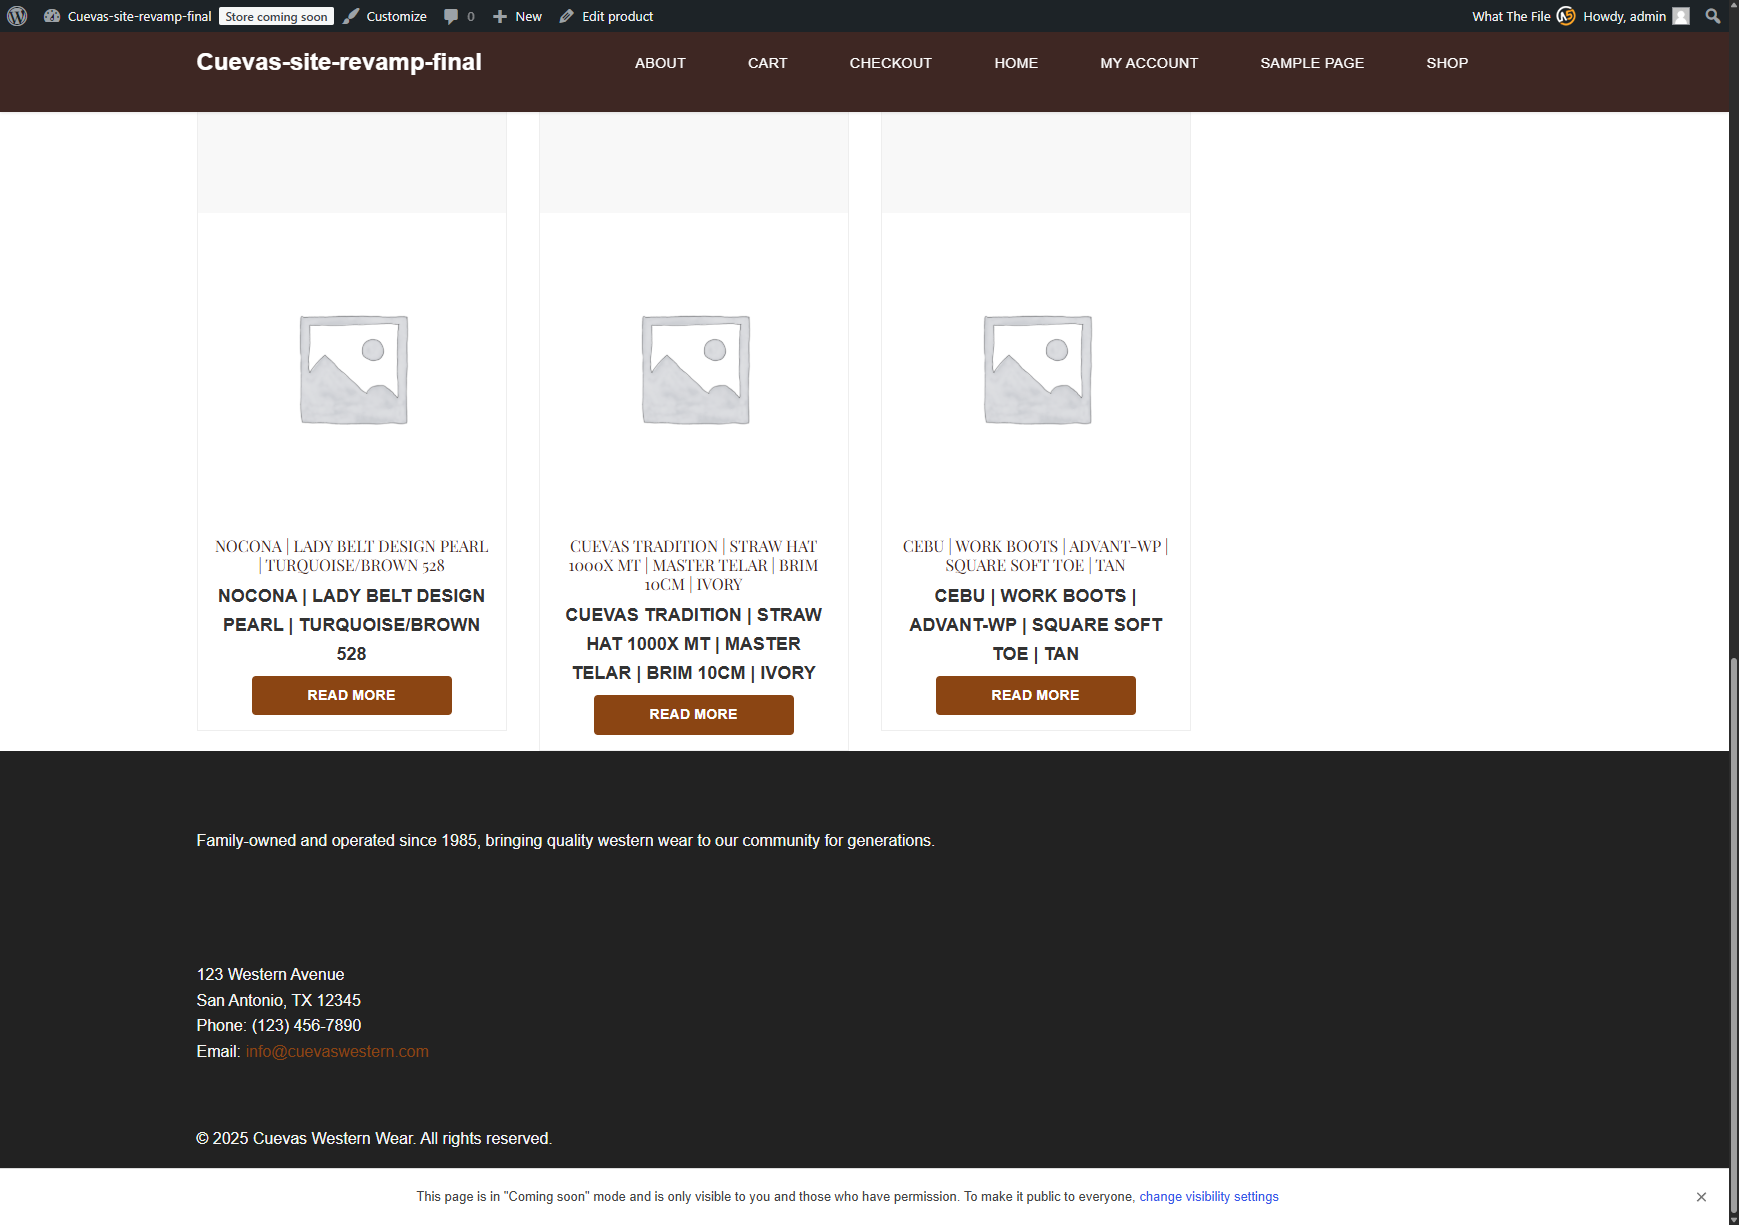 Cuevas-site-revamp-final Store coming soon Customize 0 New Edit product What The File Howdy, admin
Cuevas-site-revamp-final ABOUT CART CHECKOUT HOME MY ACCOUNT SAMPLE PAGE SHOP
NOCONA | LADY BELT DESIGN PEARL
| TURQUOISE/BROWN 528
NOCONA | LADY BELT DESIGN
PEARL | TURQUOISE/BROWN
528
READ MORE
CUEVAS TRADITION | STRAW HAT
1000X MT | MASTER TELAR | BRIM
10CM | IVORY
CUEVAS TRADITION | STRAW
HAT 1000X MT | MASTER
TELAR | BRIM 10CM | IVORY
READ MORE
CEBU | WORK BOOTS | ADVANT-WP |
SQUARE SOFT TOE | TAN
CEBU | WORK BOOTS |
ADVANT-WP | SQUARE SOFT
TOE | TAN
READ MORE
Family-owned and operated since 1985, bringing quality western wear to our community for generations.
123 Western Avenue
San Antonio, TX 12345
Phone: (123) 456-7890
Email: info@cuevaswestern.com
© 2025 Cuevas Western Wear. All rights reserved.
This page is in "Coming soon" mode and is only visible to you and those who have permission. To make it public to everyone, change visibility settings